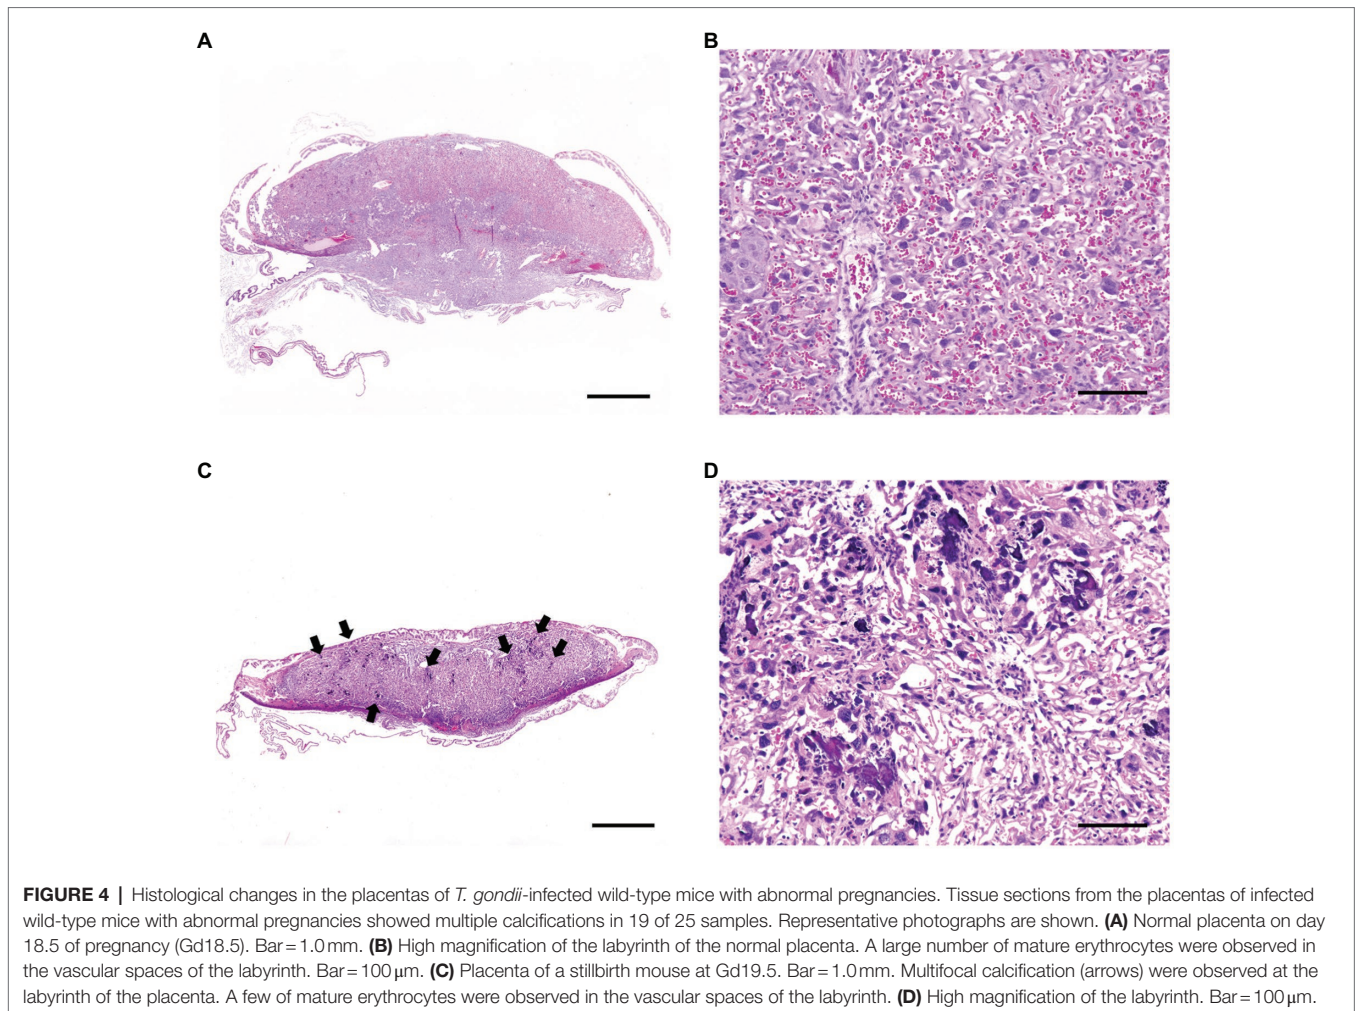 A
B
C
D
FIGURE 4 | Histological changes in the placentas of T. gondii-infected wild-type mice with abnormal pregnancies. Tissue sections from the placentas of infected
wild-type mice with abnormal pregnancies showed multiple calcifications in 19 of 25 samples. Representative photographs are shown. (A) Normal placenta on day
18.5 of pregnancy (Gd18.5). Bar = 1.0 mm. (B) High magnification of the labyrinth of the normal placenta. A large number of mature erythrocytes were observed in
the vascular spaces of the labyrinth. Bar = 100 μm. (C) Placenta of a stillbirth mouse at Gd19.5. Bar = 1.0 mm. Multifocal calcification (arrows) were observed at the
labyrinth of the placenta. A few of mature erythrocytes were observed in the vascular spaces of the labyrinth. (D) High magnification of the labyrinth. Bar = 100 μm.